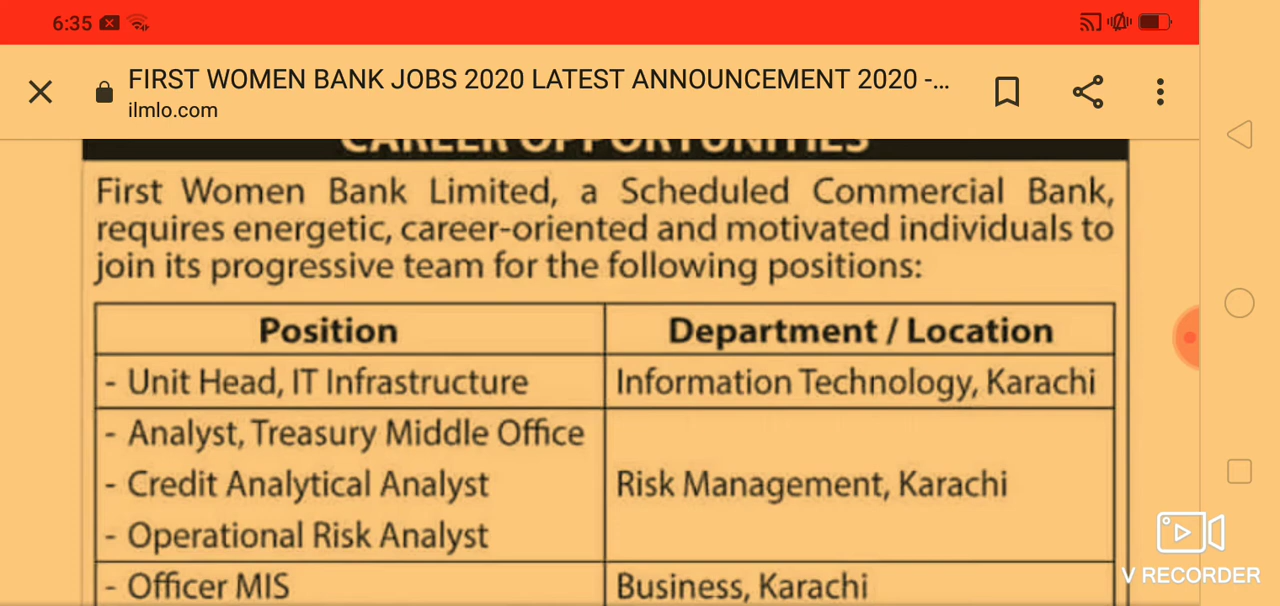 6:35
FIRST WOMEN BANK JOBS 2020 LATEST ANNOUNCEMENT 2020 -...
ilmlo.com
CAREER OPPORTUNITIES
First Women Bank Limited, a Scheduled Commercial Bank,
requires energetic, career-oriented and motivated individuals to
join its progressive team for the following positions:
Position Department / Location
- Unit Head, IT Infrastructure Information Technology, Karachi
- Analyst, Treasury Middle Office
- Credit Analytical Analyst Risk Management, Karachi
- Operational Risk Analyst
- Officer MIS Business, Karachi
V RECORDER